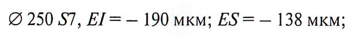 ∅ 250 S7, EI = – 190 мкм; ES = – 138 мкм;